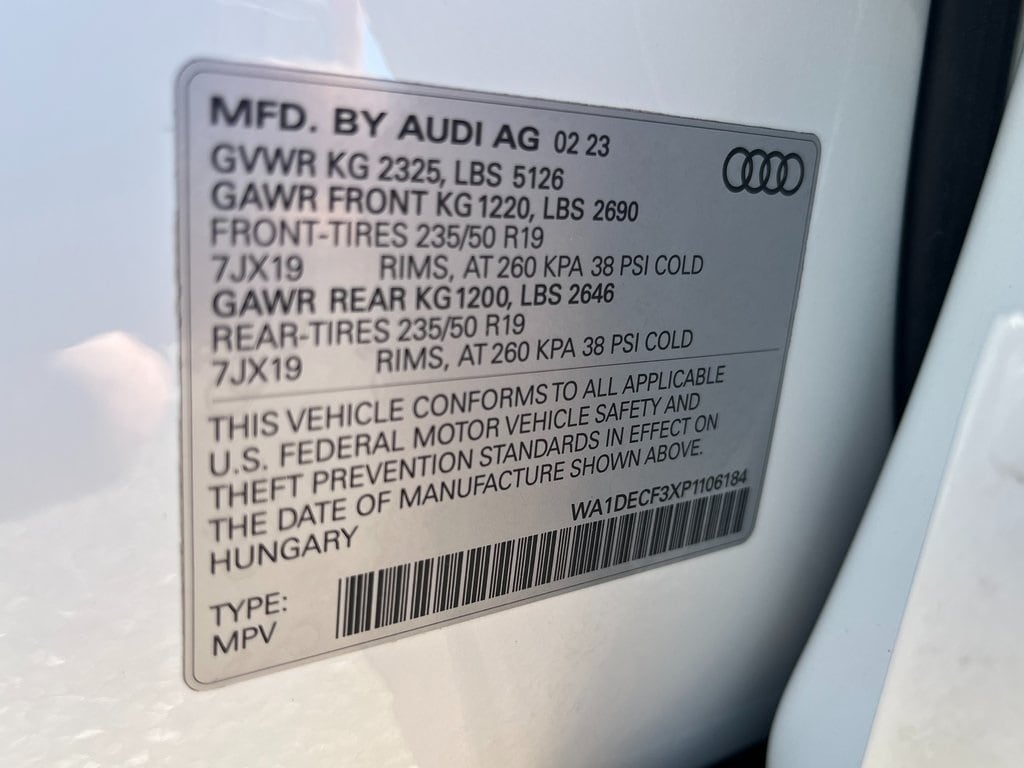 MFD. BY AUDI AG 02 23
GVWR KG 2325, LBS 5126
GAWR FRONT KG 1220, LBS 2690
FRONT-TIRES 235/50 R19
7JX19 RIMS, AT 260 KPA 38 PSI COLD
GAWR REAR KG 1200, LBS 2646
REAR-TIRES 235/50 R19
7JX19 RIMS, AT 260 KPA 38 PSI COLD
THIS VEHICLE CONFORMS TO ALL APPLICABLE
U.S. FEDERAL MOTOR VEHICLE SAFETY AND
THEFT PREVENTION STANDARDS IN EFFECT ON
THE DATE OF MANUFACTURE SHOWN ABOVE.
HUNGARY
WA1DECF3XP1106184
TYPE:
MPV